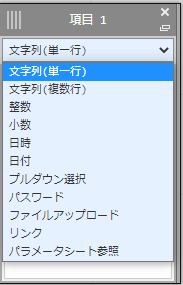 項目 1
文字列(単一行)
文字列(単一行)
文字列(複数行)
整数
小数
日時
日付
プルダウン選択
パスワード
ファイルアップロード
リンク
パラメータシート参照